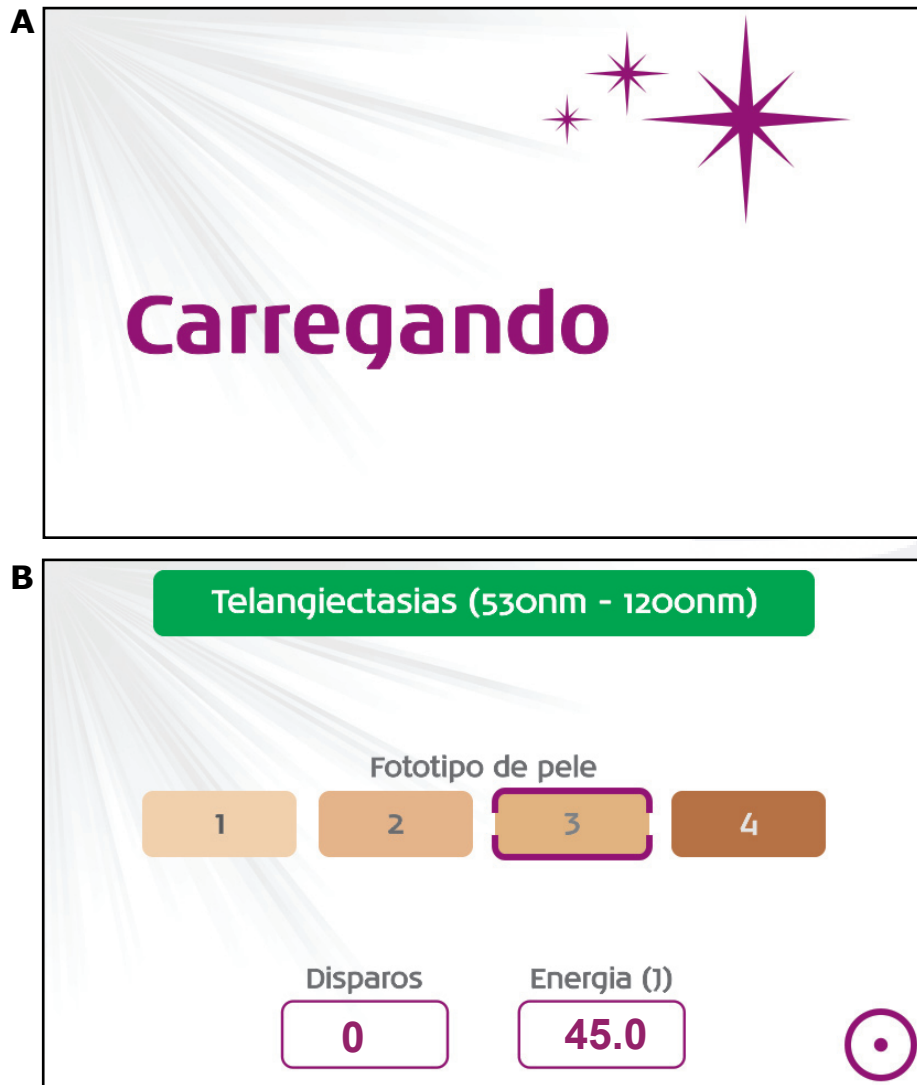 A
Carregando
B
Telangiectasias (530nm - 1200nm)
Fototipo de pele
1 2 3 4
Disparos Energia (J)
0 45.0